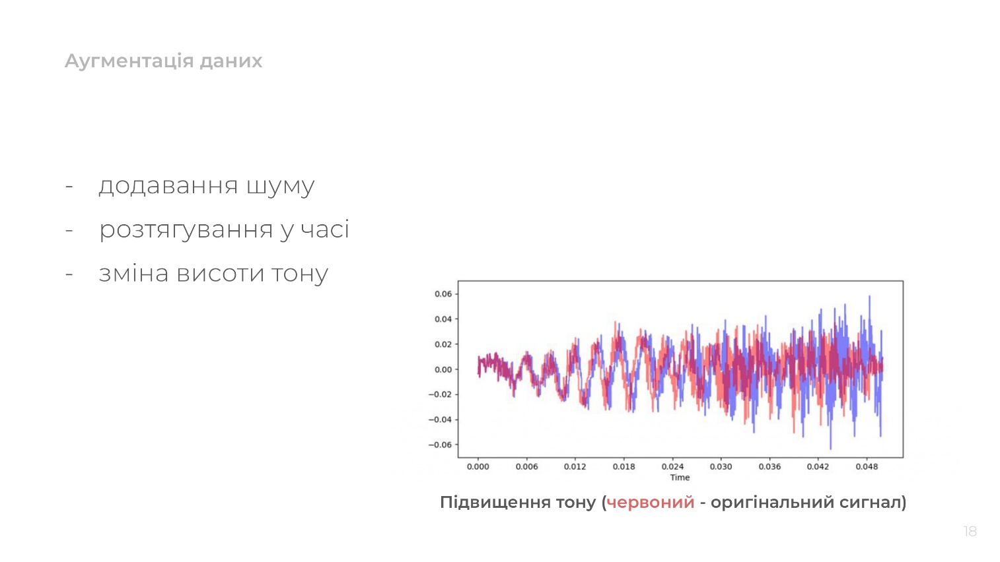 Аугментація даних
- додавання шуму
- розтягування у часі
- зміна висоти тону
0.06
0.04
0.02
0.00
−0.02
−0.04
−0.06
0.000 0.006 0.012 0.018 0.024 0.030 0.036 0.042 0.048
Time
Підвищення тону (червоний - оригінальний сигнал)
18